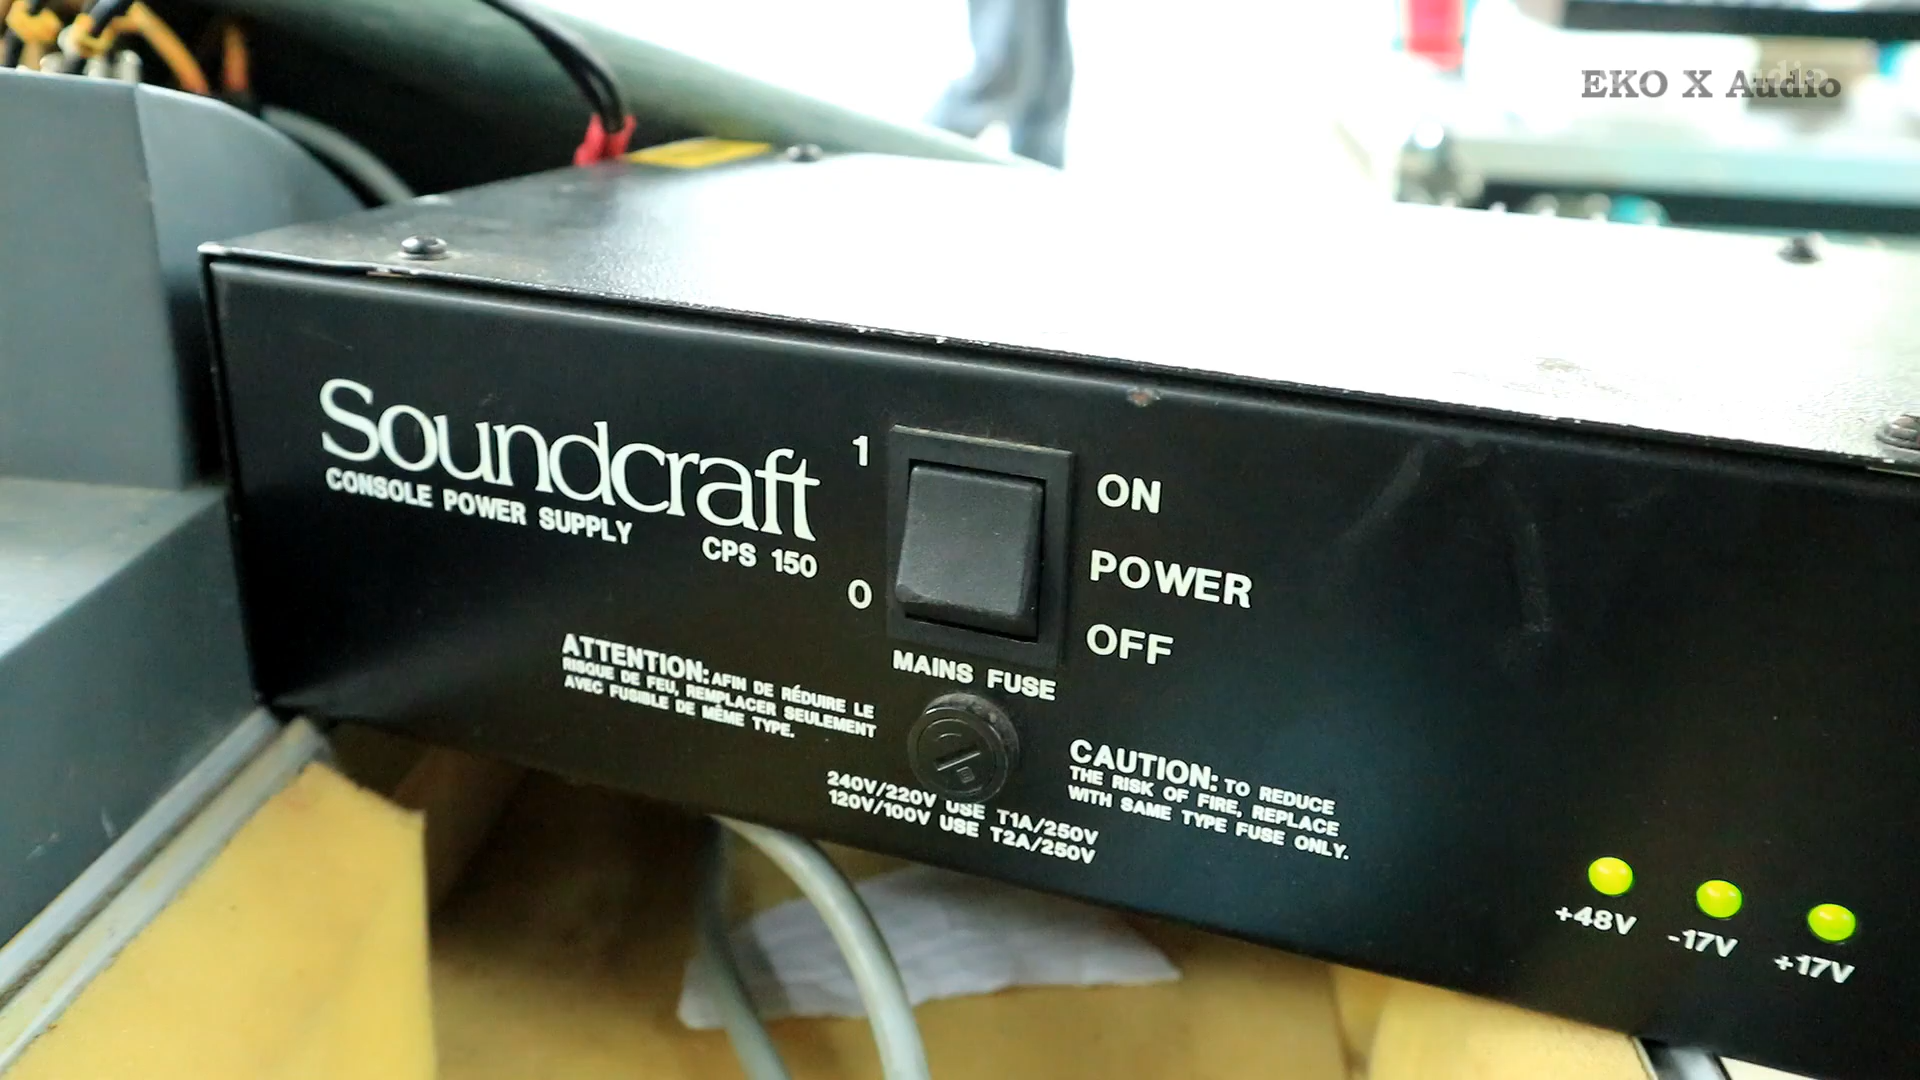 EKO X Audio
Soundcraft
CONSOLE POWER SUPPLY
CPS 150
1
0
ON
POWER
OFF
MAINS FUSE
ATTENTION: AFIN DE RÉDUIRE LE
RISQUE DE FEU, REMPLACER SEULEMENT
AVEC FUSIBLE DE MÊME TYPE.
240V/220V USE T1A/250V
120V/100V USE T2A/250V
CAUTION: TO REDUCE
THE RISK OF FIRE, REPLACE
WITH SAME TYPE FUSE ONLY.
+48V
-17V
+17V